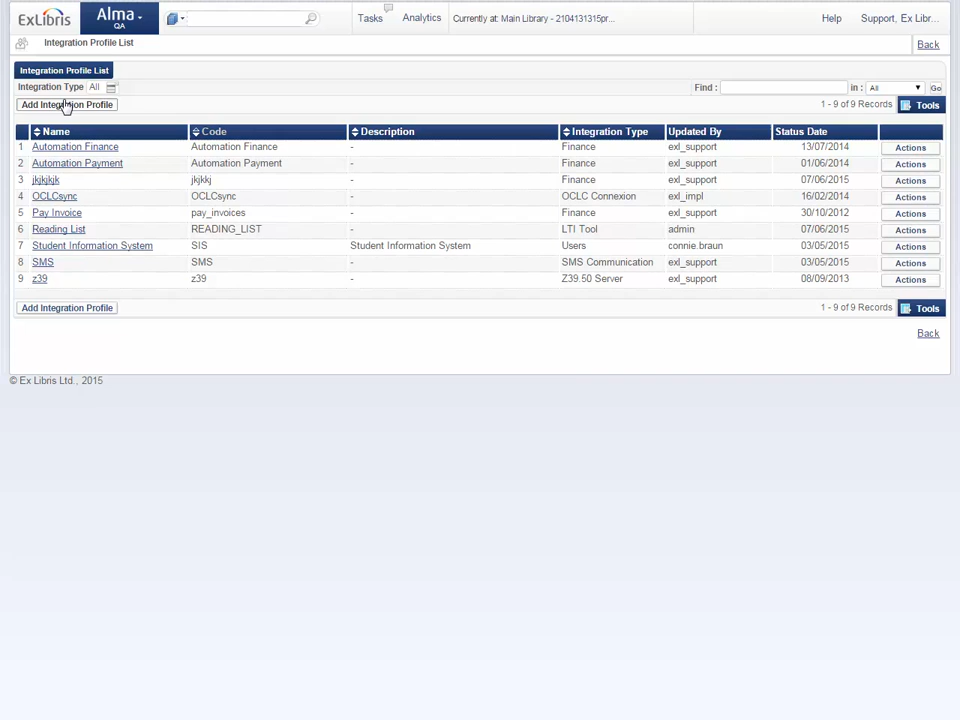 ExLibris Alma QA Tasks Analytics Currently at: Main Library - 2104131315pr... Help Support, Ex Libr...
Integration Profile List Back
Integration Profile List
Integration Type All Find : in : All Go
Add Integration Profile 1 - 9 of 9 Records Tools
Name Code Description Integration Type Updated By Status Date
1 Automation Finance Automation Finance - Finance exl_support 13/07/2014 Actions
2 Automation Payment Automation Payment - Finance exl_support 01/06/2014 Actions
3 jkjkjkjk jkjkkj - Finance exl_support 07/06/2015 Actions
4 OCLCsync OCLCsync - OCLC Connexion exl_impl 16/02/2014 Actions
5 Pay Invoice pay_invoices - Finance exl_support 30/10/2012 Actions
6 Reading List READING_LIST - LTI Tool admin 07/06/2015 Actions
7 Student Information System SIS Student Information System Users connie.braun 03/05/2015 Actions
8 SMS SMS - SMS Communication exl_support 03/05/2015 Actions
9 z39 z39 - Z39.50 Server exl_support 08/09/2013 Actions
Add Integration Profile 1 - 9 of 9 Records Tools
Back
© Ex Libris Ltd., 2015